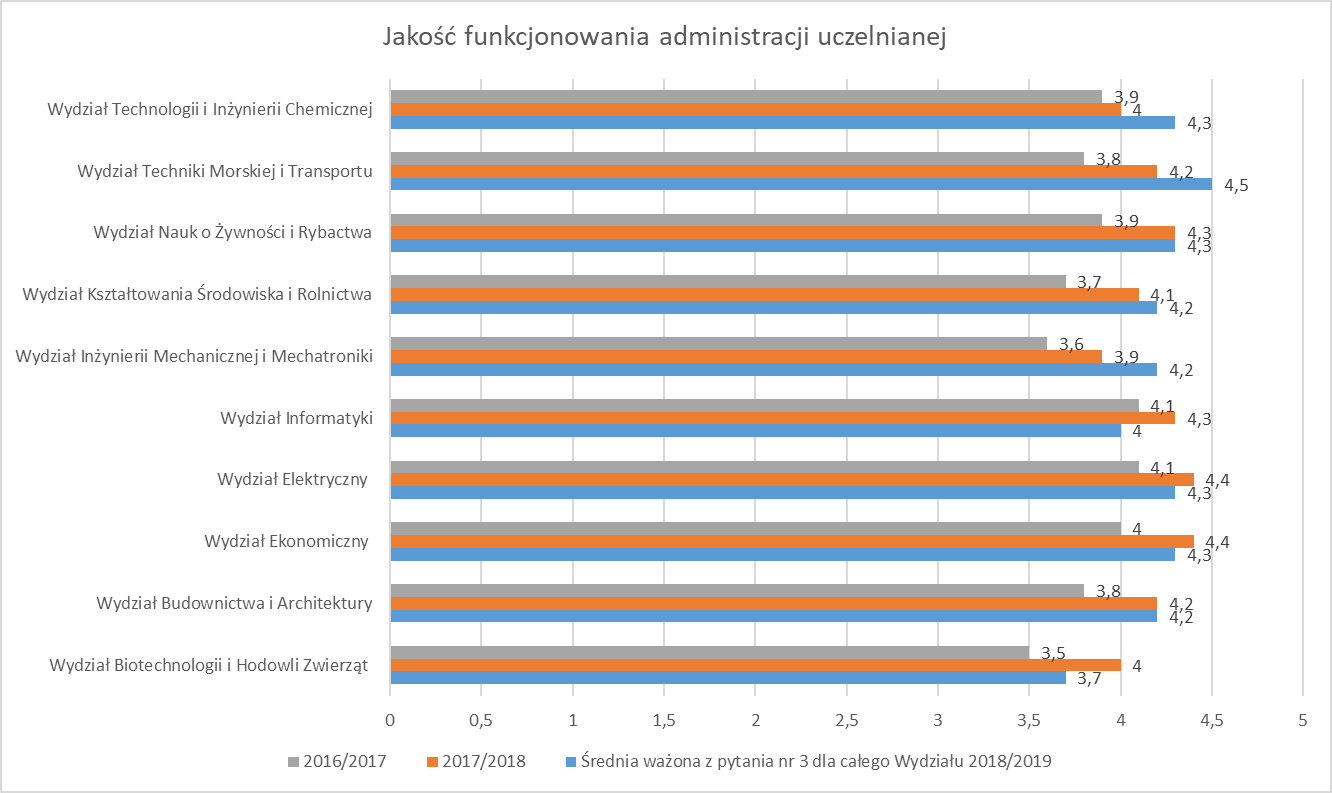 Jakość funkcjonowania administracji uczelnianej
Wydział Technologii i Inżynierii Chemicznej
3,9
4
4,3
Wydział Techniki Morskiej i Transportu
3,8
4,2
4,5
Wydział Nauk o Żywności i Rybactwa
3,9
4,3
4,3
Wydział Kształtowania Środowiska i Rolnictwa
3,7
4,1
4,2
Wydział Inżynierii Mechanicznej i Mechatroniki
3,6
3,9
4,2
Wydział Informatyki
4,1
4,3
4
Wydział Elektryczny
4,1
4,4
4,3
Wydział Ekonomiczny
4
4,4
4,3
Wydział Budownictwa i Architektury
3,8
4,2
4,2
Wydział Biotechnologii i Hodowli Zwierząt
3,5
4
3,7
0 0,5 1 1,5 2 2,5 3 3,5 4 4,5 5
2016/2017 2017/2018 Średnia ważona z pytania nr 3 dla całego Wydziału 2018/2019